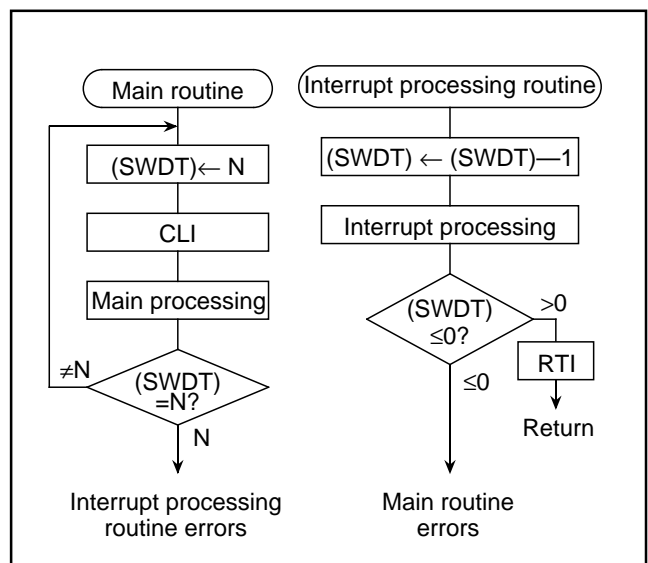 Main routine
(SWDT)← N
CLI
Main processing
≠N
(SWDT)
=N?
N
Interrupt processing
routine errors
Interrupt processing routine
(SWDT) ← (SWDT)—1
Interrupt processing
(SWDT)
≤0?
>0
RTI
Return
≤0
Main routine
errors